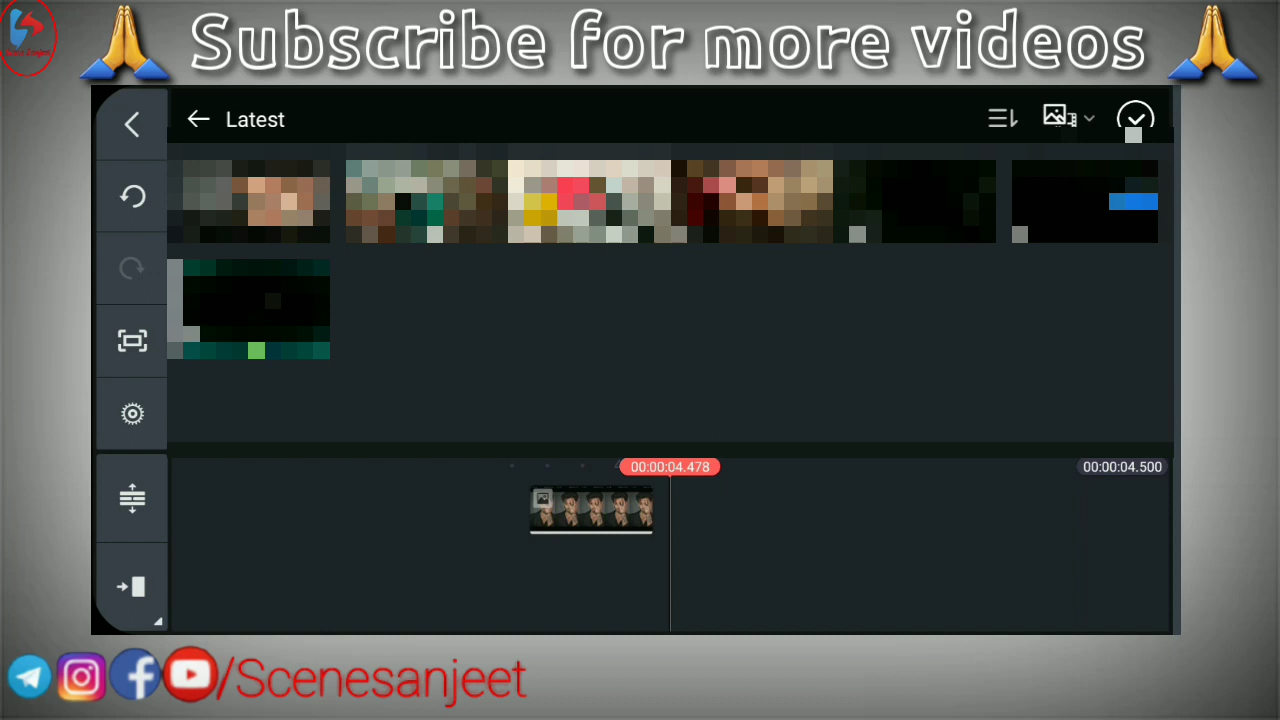 Subscribe for more videos
Latest
00:00:04.478
00:00:04.500
/Scenesanjeet